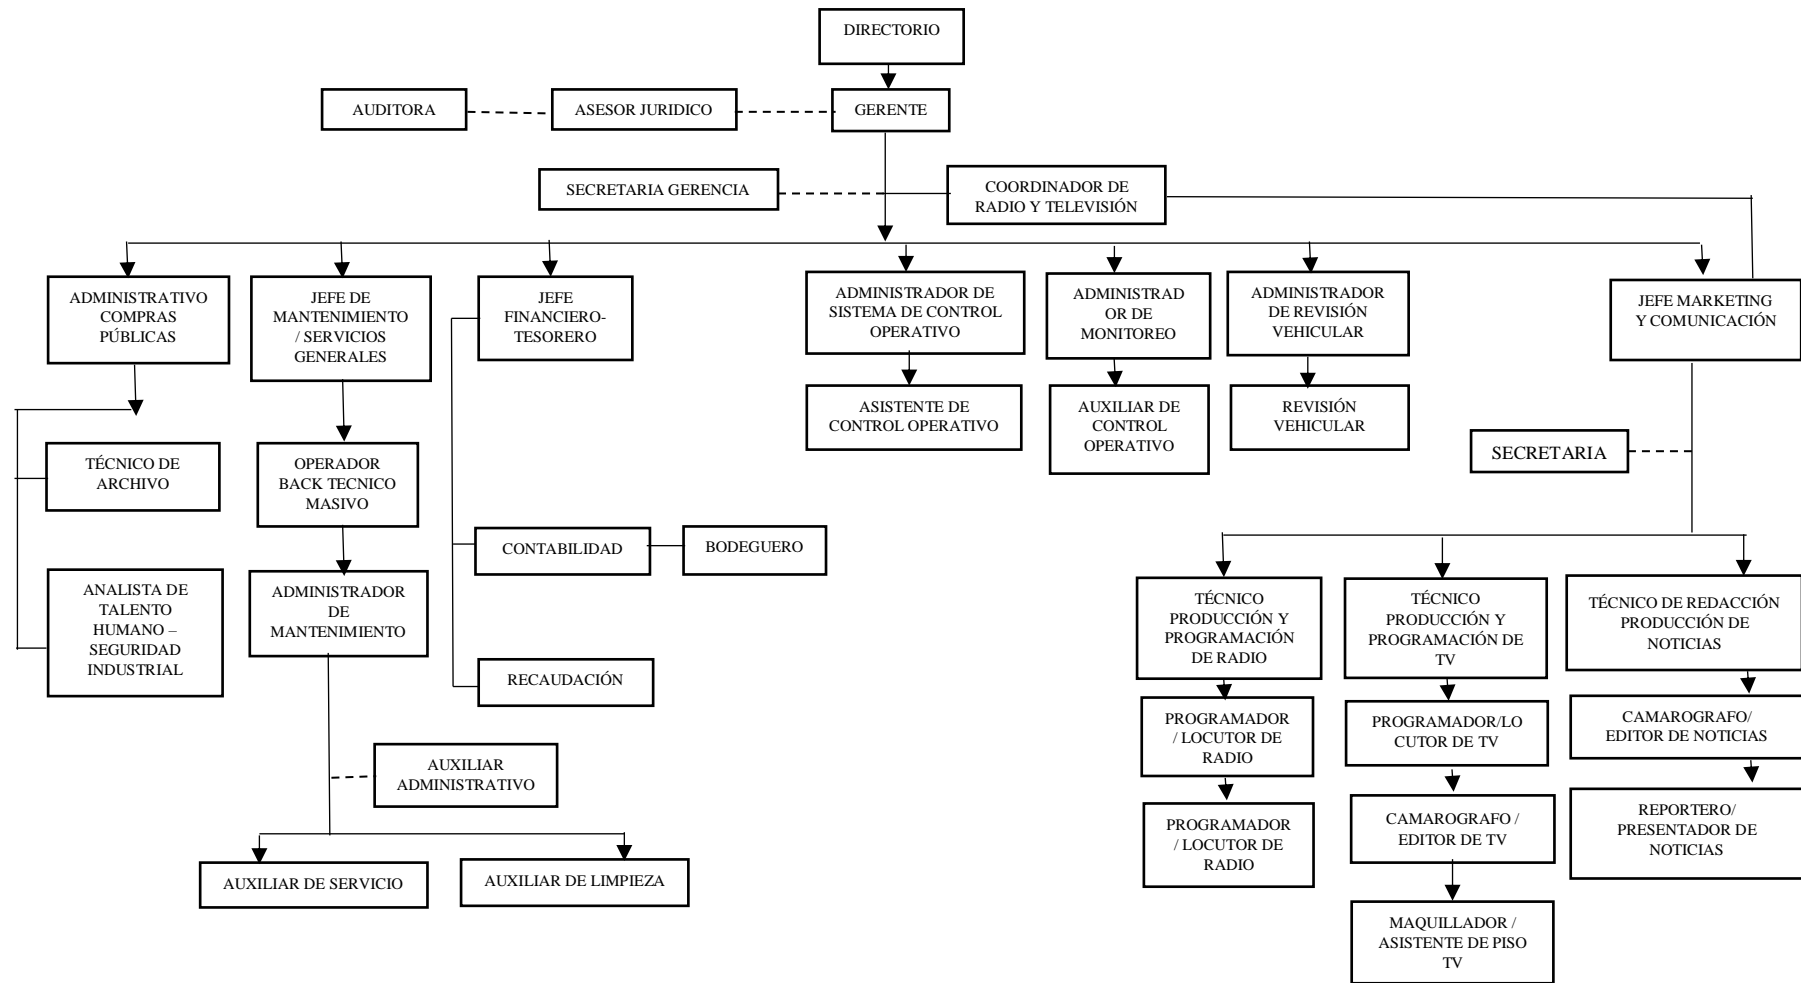 DIRECTORIO
AUDITORA
ASESOR JURIDICO
GERENTE
SECRETARIA GERENCIA
COORDINADOR DE
RADIO Y TELEVISIÓN
ADMINISTRATIVO
COMPRAS
PÚBLICAS
JEFE DE
MANTENIMIENTO
/ SERVICIOS
GENERALES
JEFE
FINANCIERO-
TESORERO
ADMINISTRADOR DE
SISTEMA DE CONTROL
OPERATIVO
ADMINISTRAD
OR DE
MONITOREO
ADMINISTRADOR
DE REVISIÓN
VEHICULAR
JEFE MARKETING
Y COMUNICACIÓN
ASISTENTE DE
CONTROL OPERATIVO
AUXILIAR DE
CONTROL
OPERATIVO
REVISIÓN
VEHICULAR
SECRETARIA
TÉCNICO DE
ARCHIVO
OPERADOR
BACK TECNICO
MASIVO
CONTABILIDAD
BODEGUERO
ANALISTA DE
TALENTO
HUMANO –
SEGURIDAD
INDUSTRIAL
ADMINISTRADOR
DE
MANTENIMIENTO
RECAUDACIÓN
TÉCNICO
PRODUCCIÓN Y
PROGRAMACIÓN
DE RADIO
TÉCNICO
PRODUCCIÓN Y
PROGRAMACIÓN DE
TV
TÉCNICO DE REDACCIÓN
PRODUCCIÓN DE
NOTICIAS
PROGRAMADOR
/ LOCUTOR DE
RADIO
PROGRAMADOR/LO
CUTOR DE TV
CAMAROGRAFO/
EDITOR DE NOTICIAS
AUXILIAR
ADMINISTRATIVO
PROGRAMADOR
/ LOCUTOR DE
RADIO
CAMAROGRAFO /
EDITOR DE TV
REPORTERO/
PRESENTADOR DE
NOTICIAS
AUXILIAR DE SERVICIO
AUXILIAR DE LIMPIEZA
MAQUILLADOR /
ASISTENTE DE PISO
TV